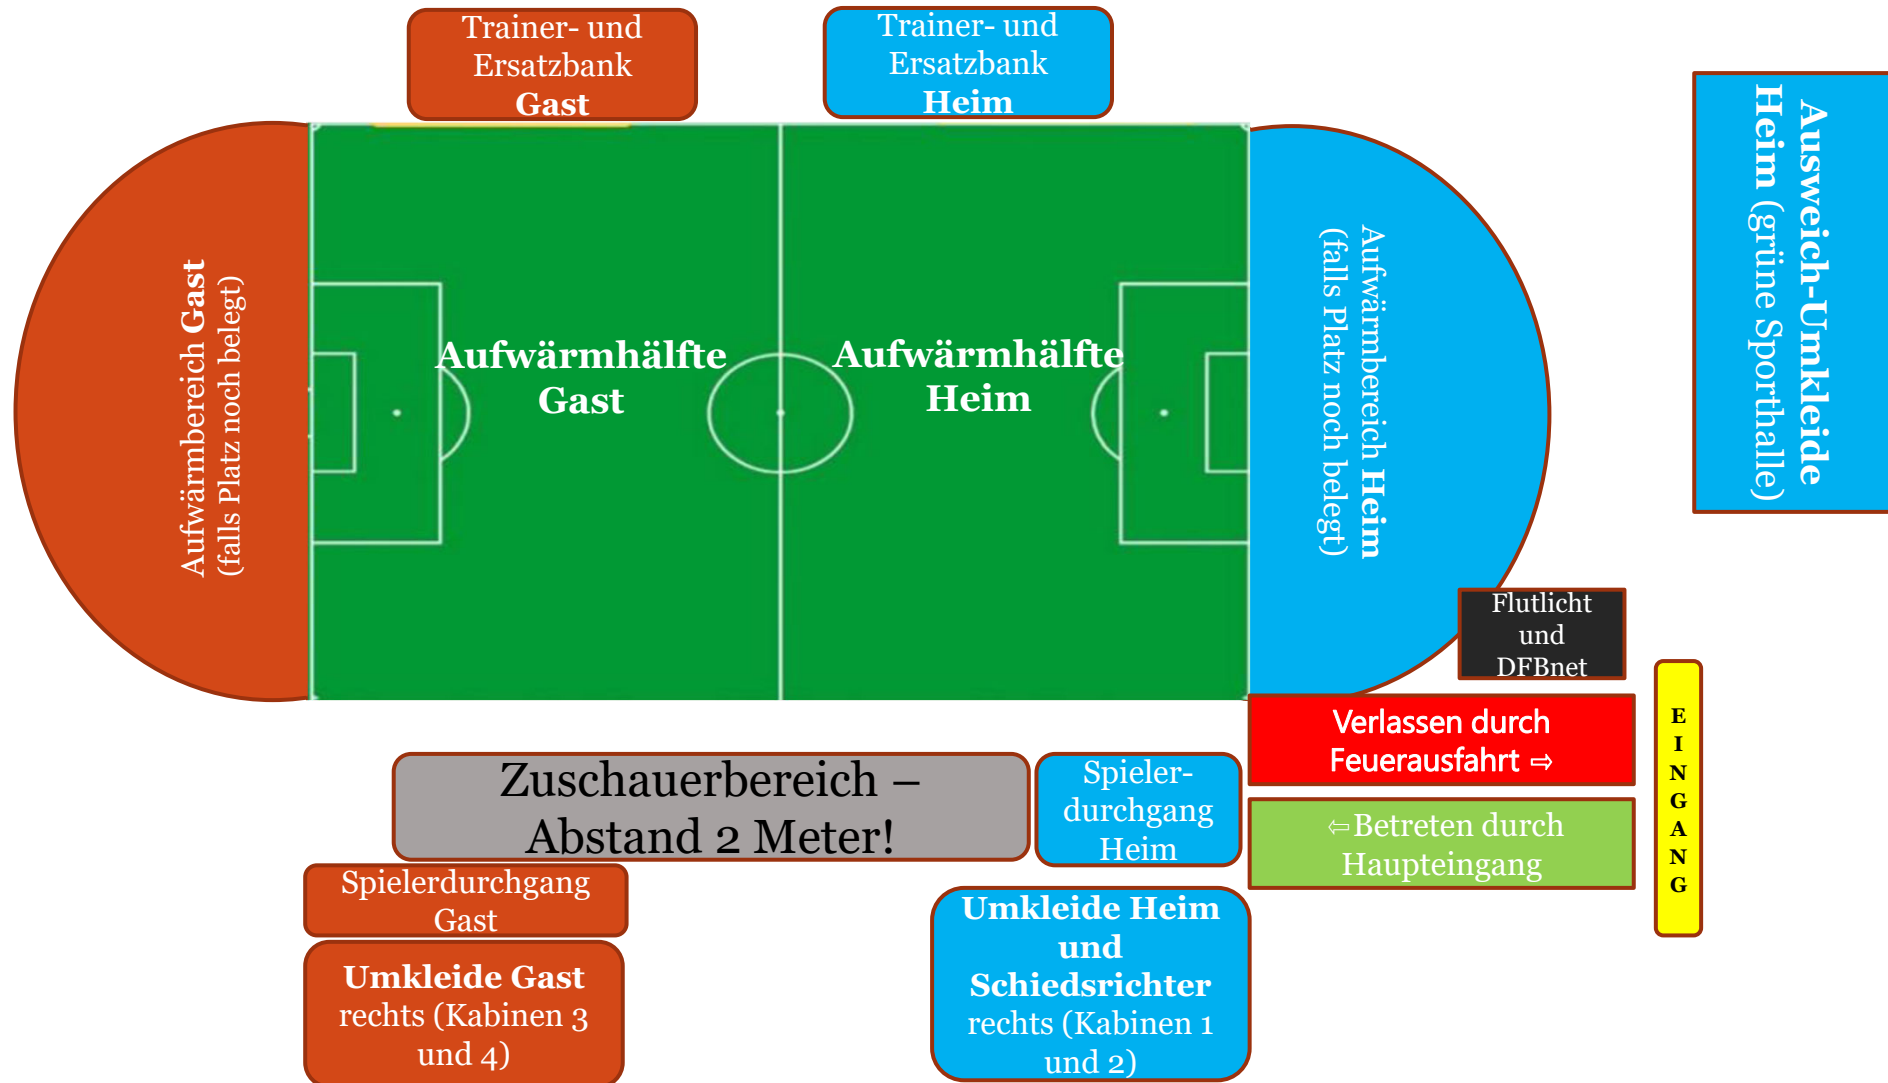 Trainer- und
Ersatzbank
Gast
Trainer- und
Ersatzbank
Heim
Ausweich-Umkleide
Heim (grüne Sporthalle)
Aufwärmbereich Gast
(falls Platz noch belegt)
Aufwärmhälfte
Gast
Aufwärmhälfte
Heim
Aufwärmbereich Heim
(falls Platz noch belegt)
Flutlicht
und
DFBnet
Verlassen durch
Feuerausfahrt ⇨
E
I
N
G
A
N
G
Zuschauerbereich –
Abstand 2 Meter!
Spieler-
durchgang
Heim
⇦Betreten durch
Haupteingang
Spielerdurchgang
Gast
Umkleide Gast
rechts (Kabinen 3
und 4)
Umkleide Heim
und
Schiedsrichter
rechts (Kabinen 1
und 2)